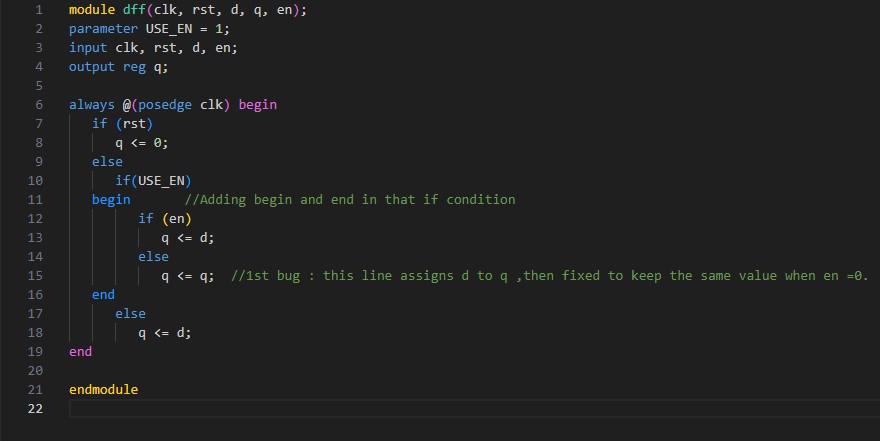 1 module dff(clk, rst, d, q, en);
2 parameter USE_EN = 1;
3 input clk, rst, d, en;
4 output reg q;
5
6 always @(posedge clk) begin
7 if (rst)
8 q <= 0;
9 else
10 if(USE_EN)
11 begin //Adding begin and end in that if condition
12 if (en)
13 q <= d;
14 else
15 q <= q; //1st bug : this line assigns d to q ,then fixed to keep the same value when en =0.
16 end
17 else
18 q <= d;
19 end
20
21 endmodule
22